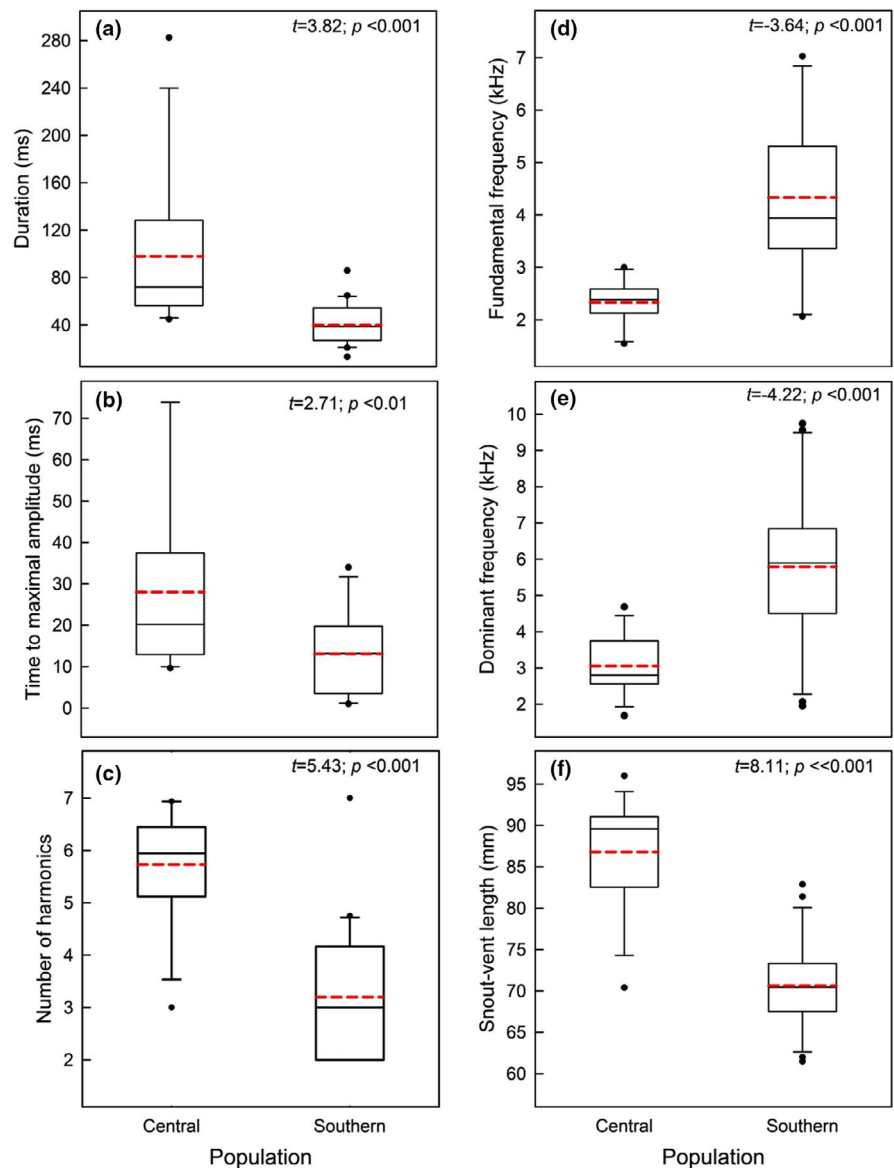 (a)
t=3.82; p <0.001
280
240
200
160
120
80
40
Duration (ms)
(b)
t=2.71; p <0.01
70
60
50
40
30
20
10
0
Time to maximal amplitude (ms)
(c)
t=5.43; p <0.001
7
6
5
4
3
2
Number of harmonics
Central Southern
Population
(d)
t=-3.64; p <0.001
7
6
5
4
3
2
Fundamental frequency (kHz)
(e)
t=-4.22; p <0.001
10
9
8
7
6
5
4
3
2
Dominant frequency (kHz)
(f)
t=8.11; p <<0.001
95
90
85
80
75
70
65
60
Snout-vent length (mm)
Central Southern
Population